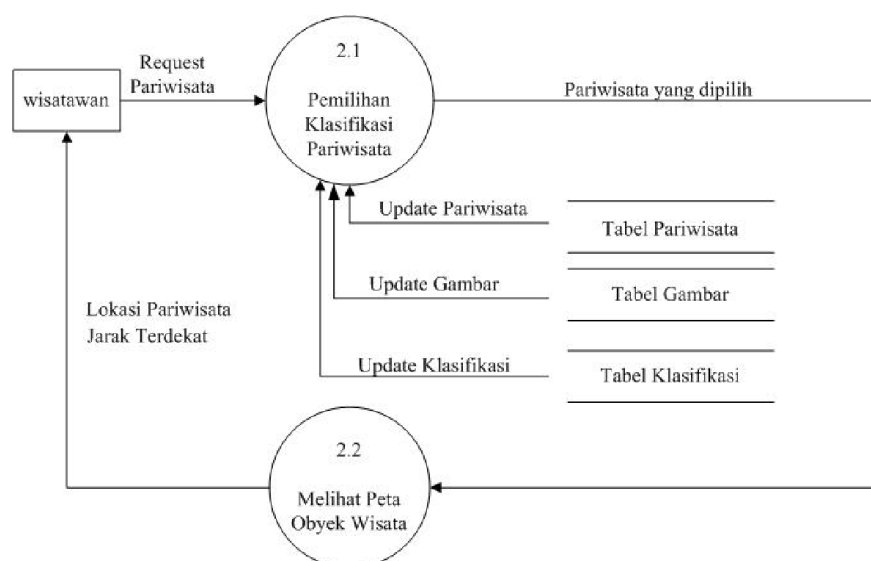 2.1
Request
Pariwisata
wisatawan
Pemilihan
Klasifikasi
Pariwisata
Pariwisata yang dipilih
Update Pariwisata
Tabel Pariwisata
Update Gambar
Tabel Gambar
Lokasi Pariwisata
Jarak Terdekat
Update Klasifikasi
Tabel Klasifikasi
2.2
Melihat Peta
Obyek Wisata